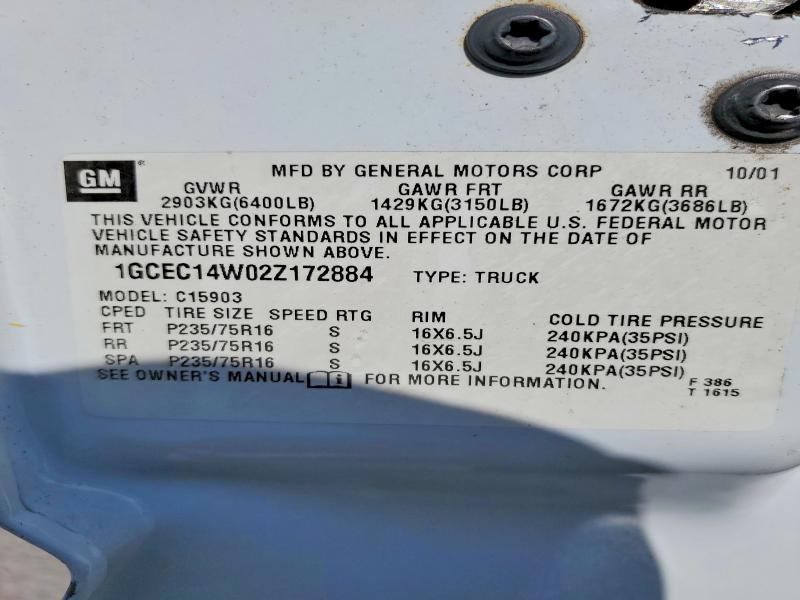 GM ® MFD BY GENERAL MOTORS CORP 10/01
GVWR GAWR FRT GAWR RR
2903KG(6400LB) 1429KG(3150LB) 1672KG(3686LB)
THIS VEHICLE CONFORMS TO ALL APPLICABLE U.S. FEDERAL MOTOR
VEHICLE SAFETY STANDARDS IN EFFECT ON THE DATE OF
MANUFACTURE SHOWN ABOVE.
1GCEC14W02Z172884 TYPE: TRUCK
MODEL: C15903
CPED TIRE SIZE SPEED RTG RIM COLD TIRE PRESSURE
FRT P235/75R16 S 16X6.5J 240KPA(35PSI)
RR P235/75R16 S 16X6.5J 240KPA(35PSI)
SPA P235/75R16 S 16X6.5J 240KPA(35PSI)
SEE OWNER'S MANUAL i FOR MORE INFORMATION. F 386
T 1615